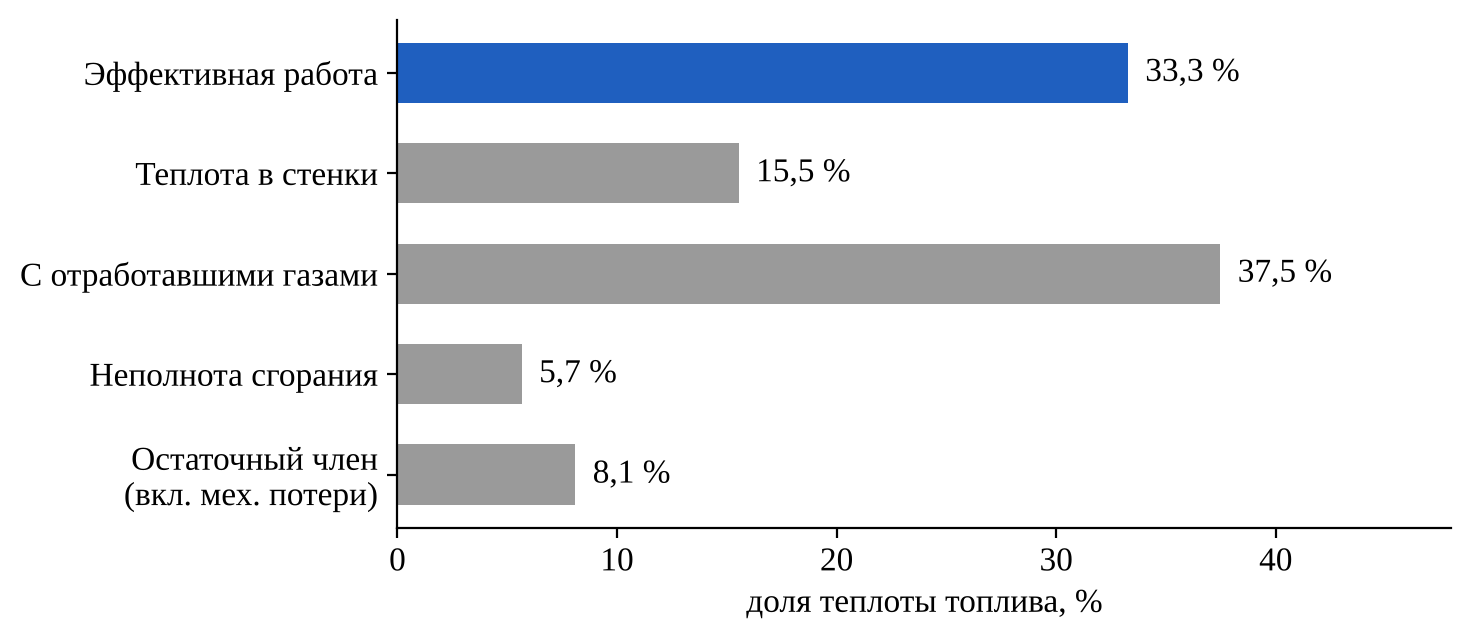 Эффективная работа
33,3 %
Теплота в стенки
15,5 %
С отработавшими газами
37,5 %
Неполнота сгорания
5,7 %
Остаточный член
(вкл. мех. потери)
8,1 %
0 10 20 30 40
доля теплоты топлива, %